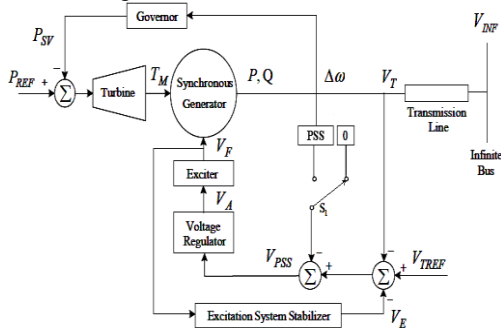 Governor
P_SV
V_INF
P_REF
+
−
Σ
Turbine
T_M
Synchronous
Generator
P, Q
Δω
V_T
Transmission
Line
Infinite
Bus
PSS
0
S_1
V_F
Exciter
V_A
Voltage
Regulator
V_PSS
−
Σ
+
−
Σ
+
V_TREF
−
V_E
Excitation System Stabilizer